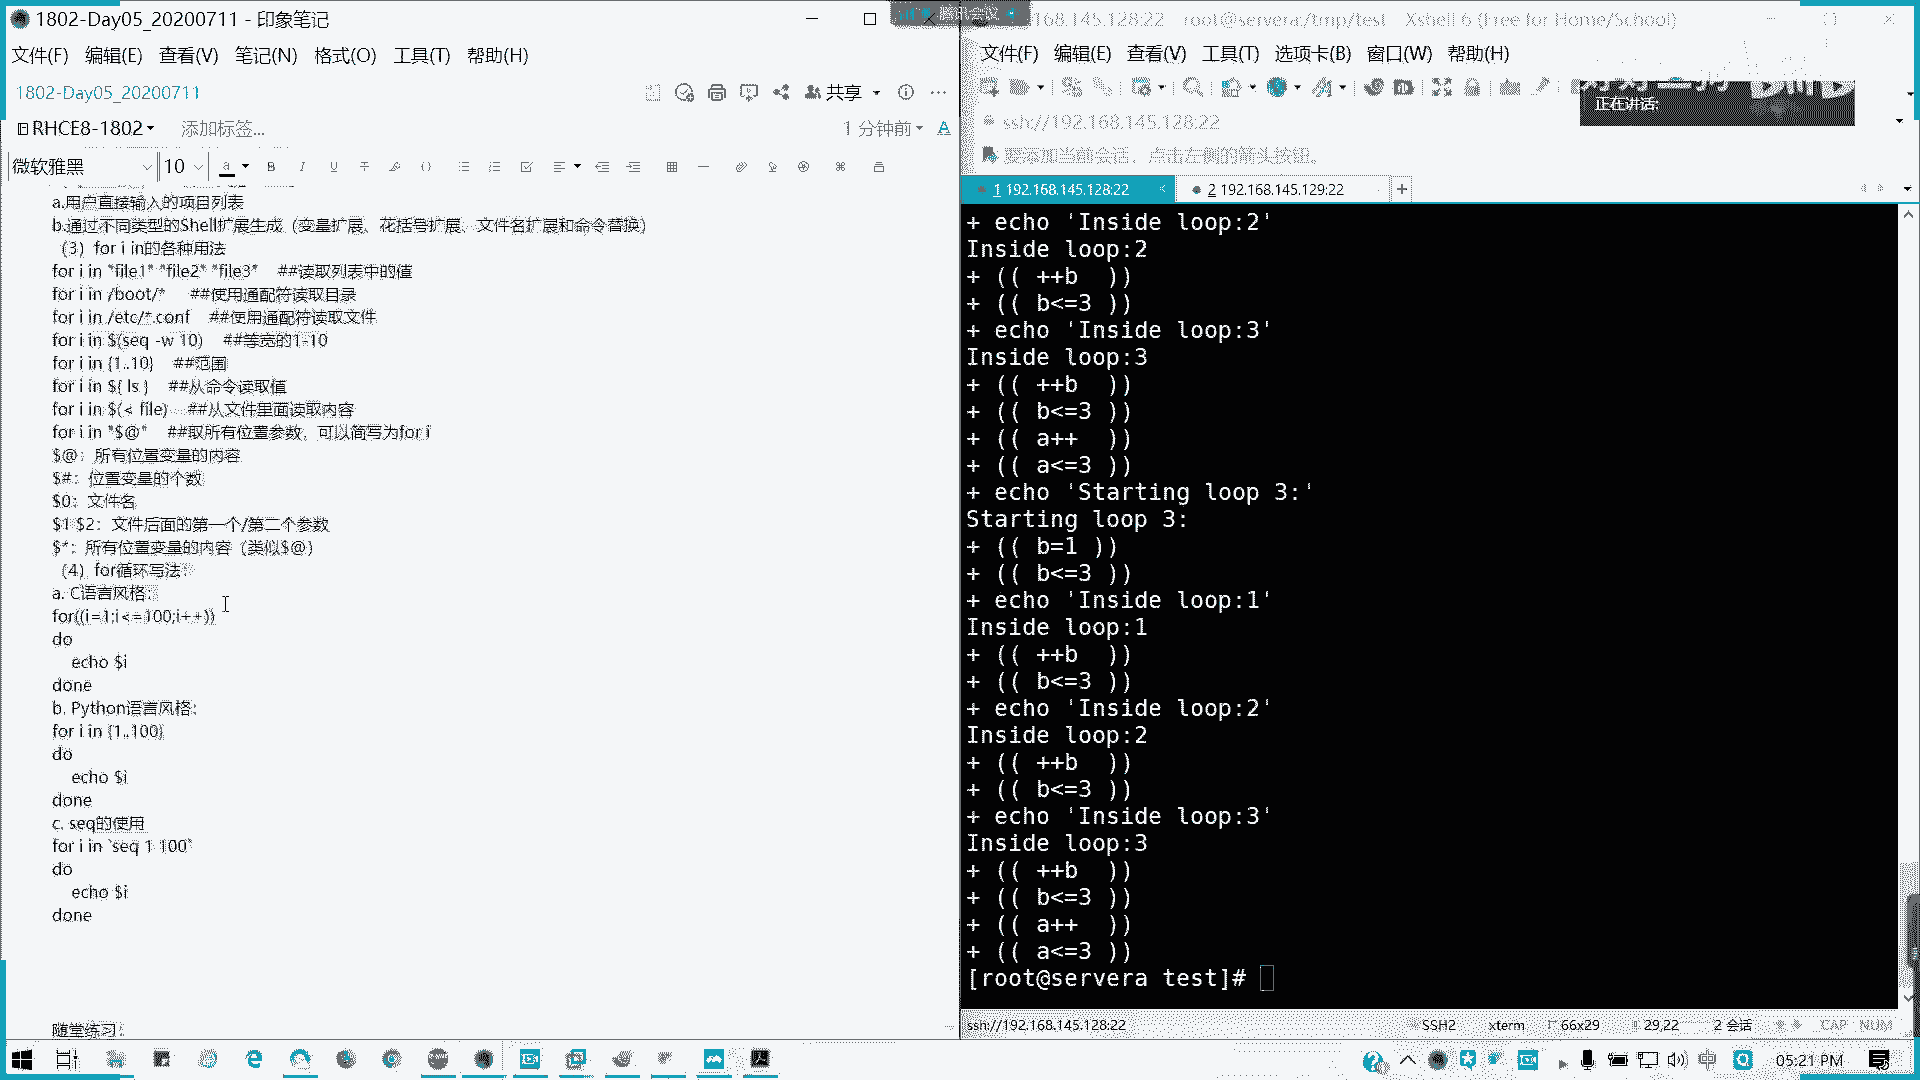 1802-Day05_20200711 - 印象笔记
文件(F) 编辑(E) 查看(V) 笔记(N) 格式(O) 工具(T) 帮助(H)
1802-Day05_20200711
共享
RHCE8-1802 添加标签...
1 分钟前
微软雅黑 10
a.用户直接输入的项目列表
b.通过不同类型的Shell扩展生成（变量扩展、花括号扩展、文件名扩展和命令替换）
（3）for i in的各种用法
for i in "file1" "file2" "file3" ##读取列表中的值
for i in /boot/* ##使用通配符读取目录
for i in /etc/*.conf ##使用通配符读取文件
for i in $(seq -w 10) ##等宽的1-10
for i in {1..10} ##范围
for i in $( ls ) ##从命令读取值
for i in $(< file) ##从文件里面读取内容
for i in "$@" ##取所有位置参数，可以简写为for i
$@：所有位置变量的内容
$#：位置变量的个数
$0：文件名
$1 $2：文件后面的第一个/第二个参数
$*：所有位置变量的内容（类似$@）
（4）for循环写法：
a. C语言风格：
for((i=1;i<=100;i++))
do
echo $i
done
b. Python语言风格：
for i in {1..100}
do
echo $i
done
c. seq的使用
for i in `seq 1 100`
do
echo $i
done
随堂练习：
腾讯会议
168.145.128:22 root@servera:/tmp/test - Xshell 6 (Free for Home/School)
文件(F) 编辑(E) 查看(V) 工具(T) 选项卡(B) 窗口(W) 帮助(H)
正在讲话:
ssh://192.168.145.128:22
要添加当前会话，点击左侧的箭头按钮。
1 192.168.145.128:22
2 192.168.145.129:22
+ echo 'Inside loop:2'
Inside loop:2
+ (( ++b  ))
+ (( b<=3 ))
+ echo 'Inside loop:3'
Inside loop:3
+ (( ++b  ))
+ (( b<=3 ))
+ (( a++  ))
+ (( a<=3 ))
+ echo 'Starting loop 3:'
Starting loop 3:
+ (( b=1 ))
+ (( b<=3 ))
+ echo 'Inside loop:1'
Inside loop:1
+ (( ++b  ))
+ (( b<=3 ))
+ echo 'Inside loop:2'
Inside loop:2
+ (( ++b  ))
+ (( b<=3 ))
+ echo 'Inside loop:3'
Inside loop:3
+ (( ++b  ))
+ (( b<=3 ))
+ (( a++  ))
+ (( a<=3 ))
[root@servera test]#
ssh://192.168.145.128:22 SSH2 xterm 66x29 29,22 2 会话 CAP NUM
中 05:21 PM